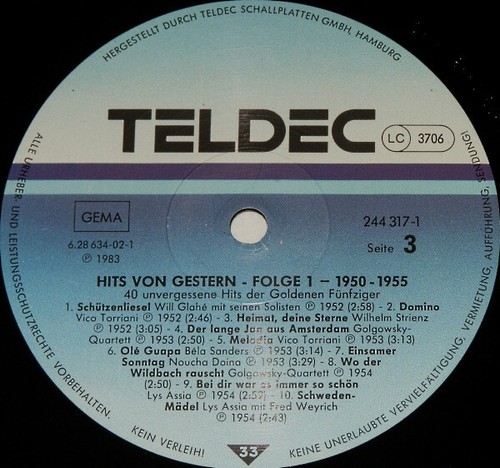 HERGESTELLT DURCH TELDEC SCHALLPLATTEN GMBH, HAMBURG
TELDEC
LC 3706
GEMA
6.28 634-02-1
℗ 1983
244 317-1
Seite 3
HITS VON GESTERN - FOLGE 1 – 1950-1955
40 unvergessene Hits der Goldenen Fünfziger
1. Schützenliesel Will Glahé mit seinen Solisten ℗ 1952 (2:58) - 2. Domino
Vico Torriani ℗ 1952 (2:46) - 3. Heimat, deine Sterne Wilhelm Strienz
℗ 1952 (3:05) - 4. Der lange Jan aus Amsterdam Golgowsky-
Quartett ℗ 1953 (2:50) - 5. Melodia Vico Torriani ℗ 1953 (3:13)
6. Olé Guapa Béla Sanders ℗ 1953 (3:14) - 7. Einsamer
Sonntag Noucha Doina ℗ 1953 (3:29) - 8. Wo der
Wildbach rauscht Golgowsky-Quartett ℗ 1954
(2:50) - 9. Bei dir war es immer so schön
Lys Assia ℗ 1954 (2:59) - 10. Schweden-
Mädel Lys Assia mit Fred Weyrich
℗ 1954 (2:43)
33
ALLE URHEBER- UND LEISTUNGSSCHUTZRECHTE VORBEHALTEN.
KEIN VERLEIH!
KEINE UNERLAUBTE VERVIELFÄLTIGUNG, VERMIETUNG, AUFFÜHRUNG, SENDUNG!